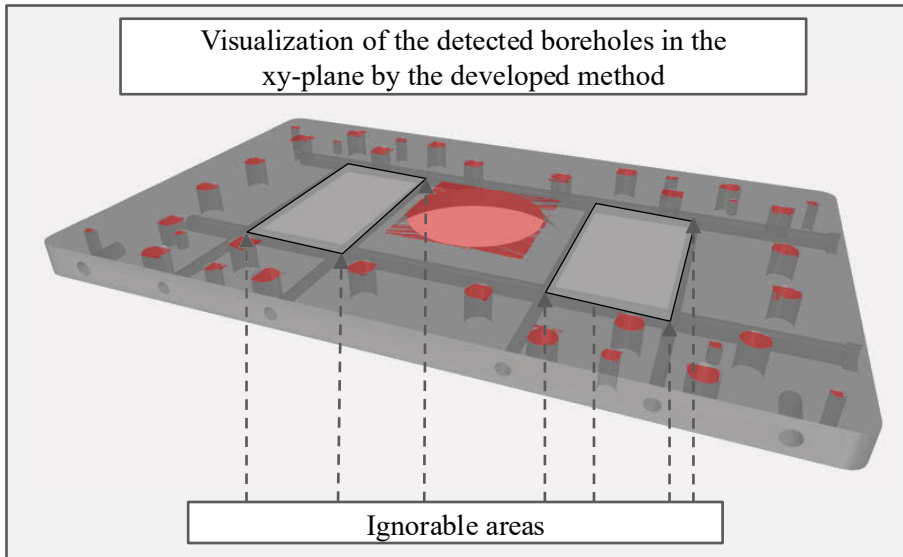 Visualization of the detected boreholes in the
xy-plane by the developed method
Ignorable areas